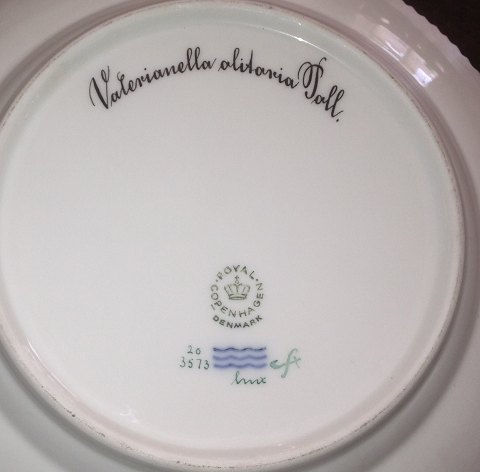 Valerianella olitoria Poll.
ROYAL COPENHAGEN
DENMARK
20
3573